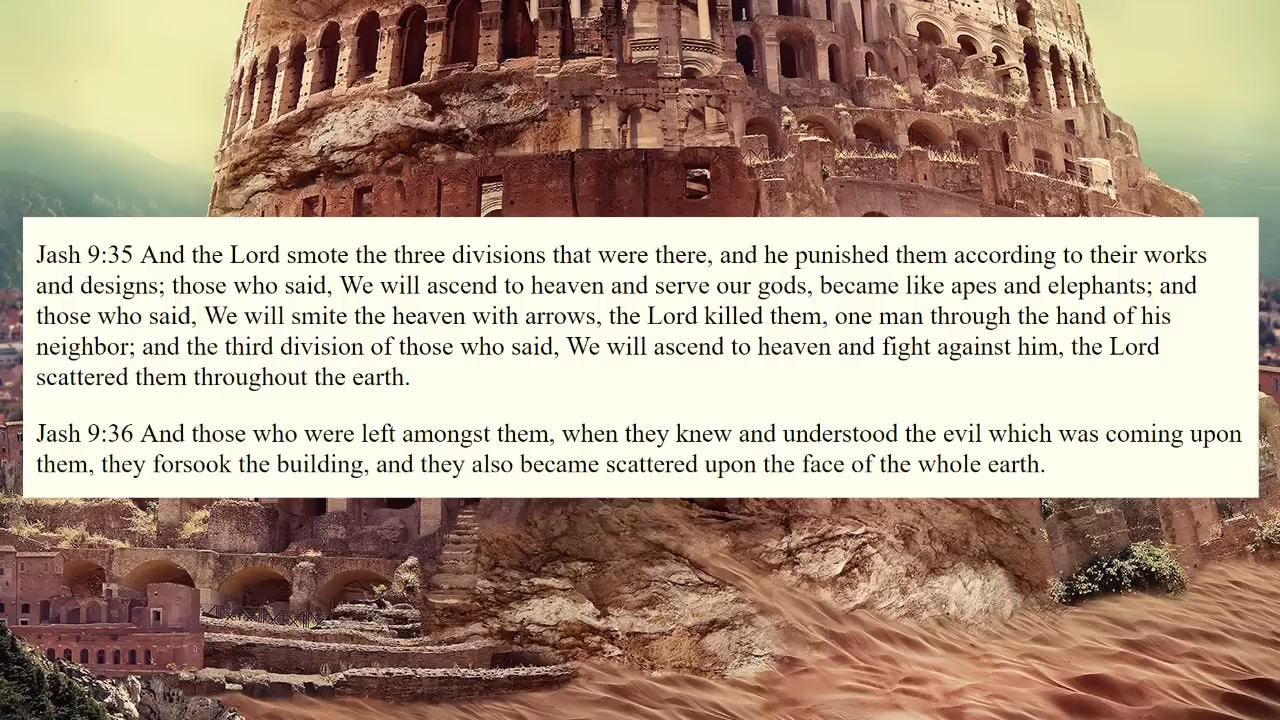 Jash 9:35 And the Lord smote the three divisions that were there, and he punished them according to their works
and designs; those who said, We will ascend to heaven and serve our gods, became like apes and elephants; and
those who said, We will smite the heaven with arrows, the Lord killed them, one man through the hand of his
neighbor; and the third division of those who said, We will ascend to heaven and fight against him, the Lord
scattered them throughout the earth.
Jash 9:36 And those who were left amongst them, when they knew and understood the evil which was coming upon
them, they forsook the building, and they also became scattered upon the face of the whole earth.